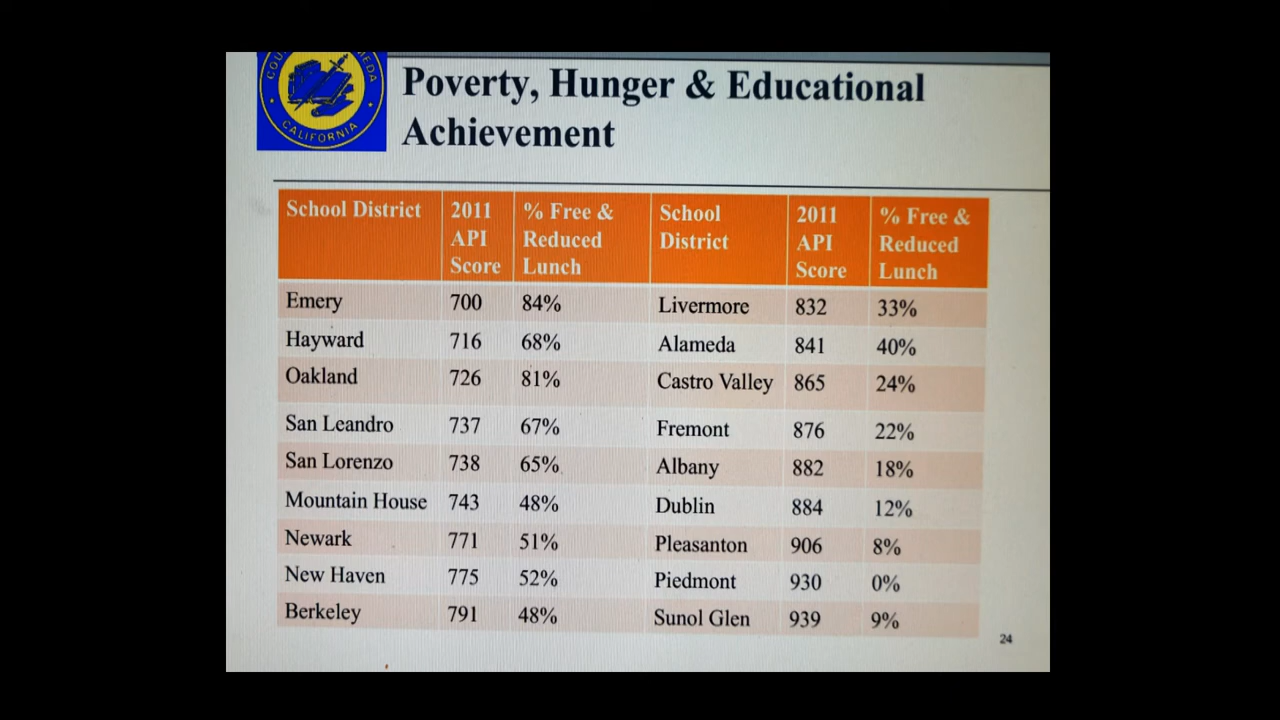 COU
MEDA
CALIFORNIA
Poverty, Hunger & Educational
Achievement
School District 2011 API Score % Free & Reduced Lunch School District 2011 API Score % Free & Reduced Lunch
Emery 700 84% Livermore 832 33%
Hayward 716 68% Alameda 841 40%
Oakland 726 81% Castro Valley 865 24%
San Leandro 737 67% Fremont 876 22%
San Lorenzo 738 65% Albany 882 18%
Mountain House 743 48% Dublin 884 12%
Newark 771 51% Pleasanton 906 8%
New Haven 775 52% Piedmont 930 0%
Berkeley 791 48% Sunol Glen 939 9%
24